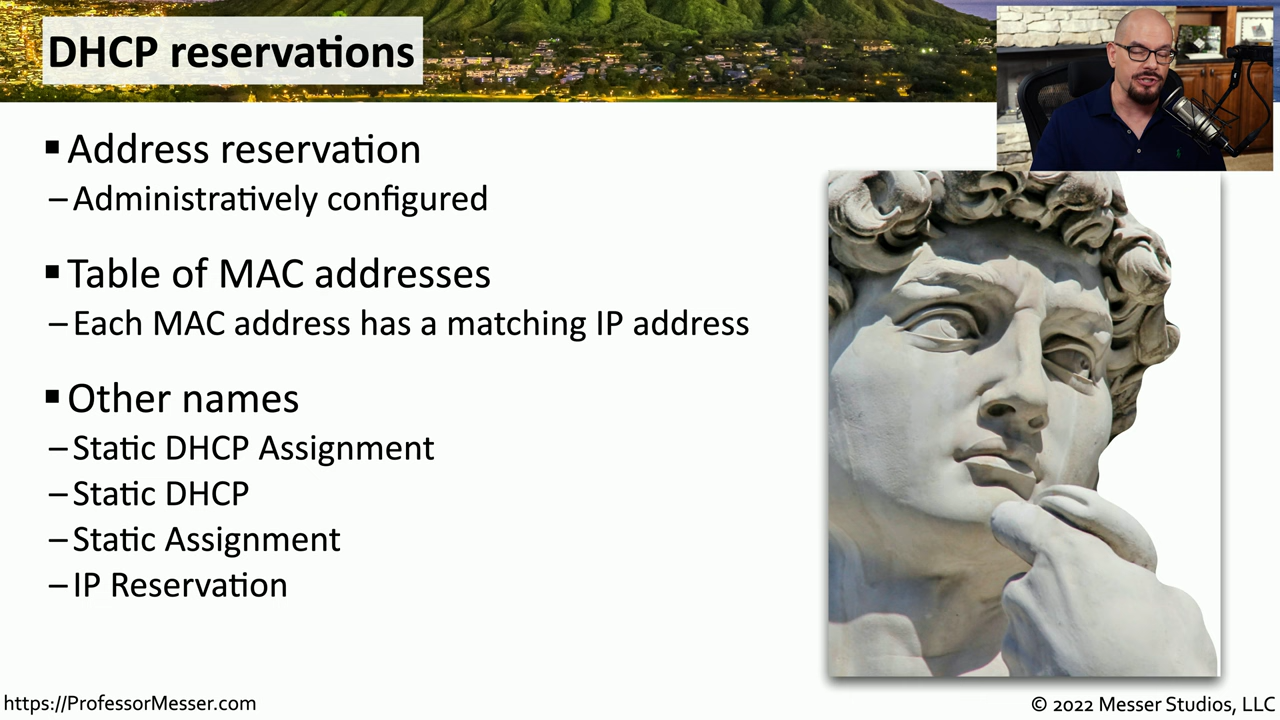 DHCP reservations
▪ Address reservation
– Administratively configured
▪ Table of MAC addresses
– Each MAC address has a matching IP address
▪ Other names
– Static DHCP Assignment
– Static DHCP
– Static Assignment
– IP Reservation
https://ProfessorMesser.com
© 2022 Messer Studios, LLC